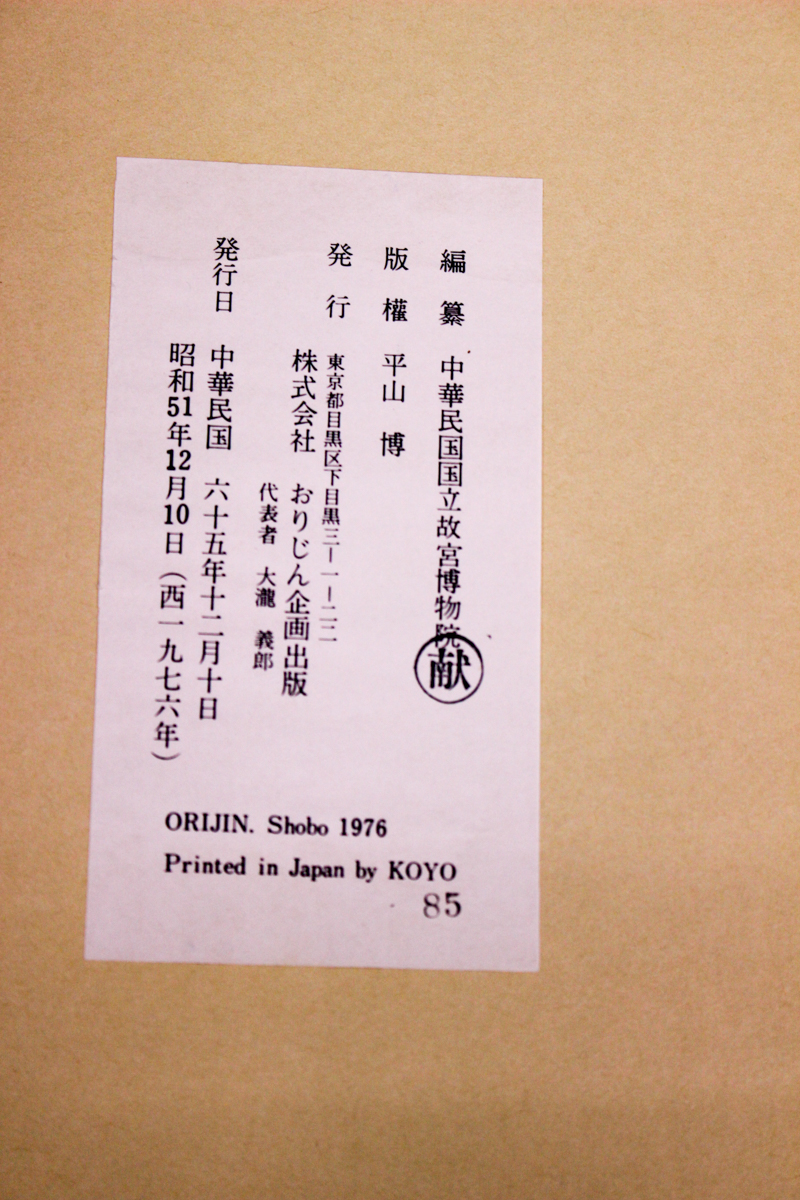 編纂 中華民国国立故宮博物院
献
版權 平山 博
発行 東京都目黒区下目黒三ー一ー二二
株式会社 おりじん企画出版
代表者 大瀧 義郎
発行日 中華民国 六十五年十二月十日
昭和51年12月10日（西一九七六年）
ORIJIN. Shobo 1976
Printed in Japan by KOYO
85